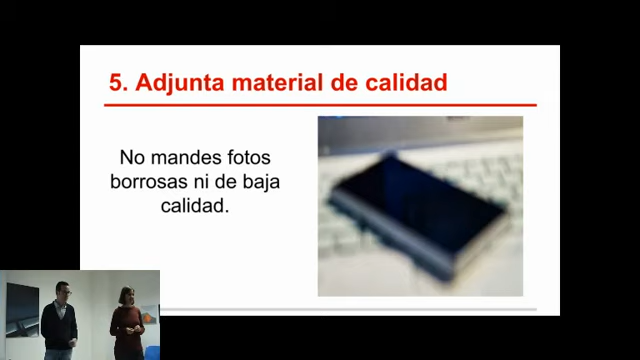 5. Adjunta material de calidad
No mandes fotos
borrosas ni de baja
calidad.